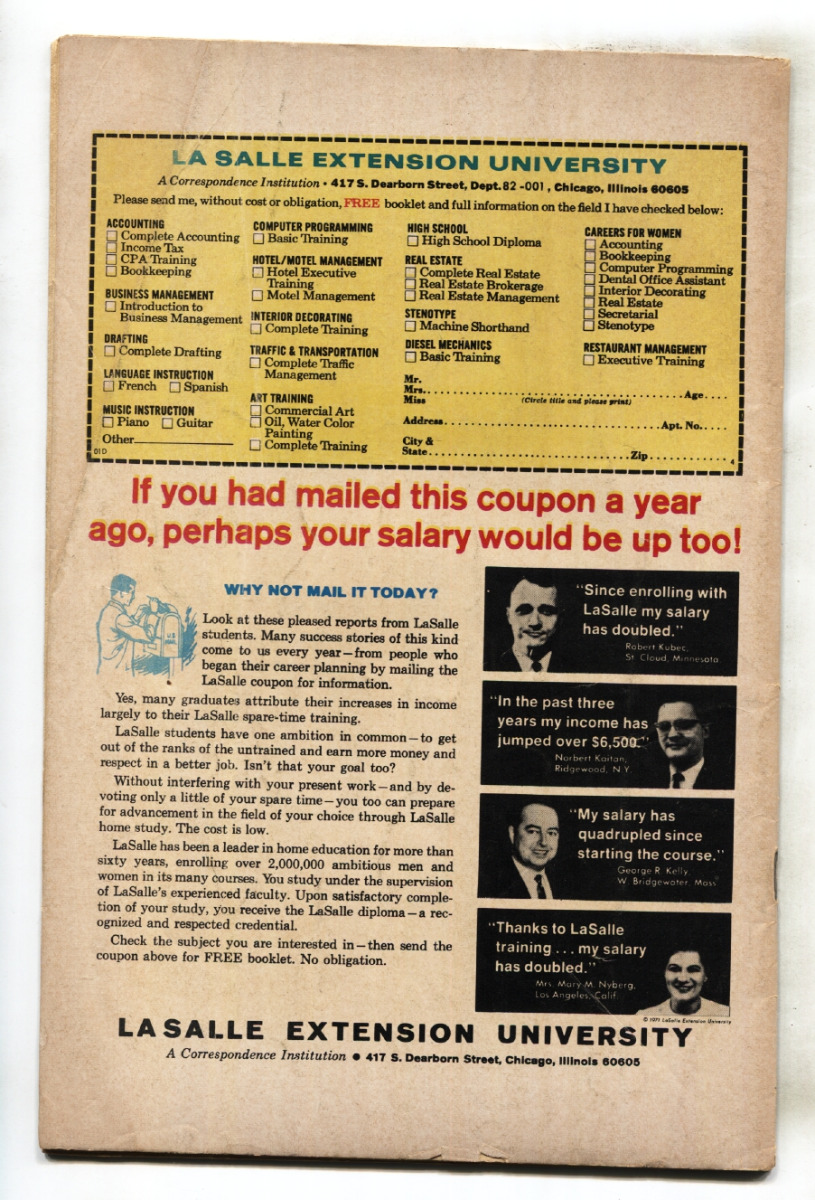 LA SALLE EXTENSION UNIVERSITY
A Correspondence Institution • 417 S. Dearborn Street, Dept. 82-001, Chicago, Illinois 60605
Please send me, without cost or obligation, FREE booklet and full information on the field I have checked below:
ACCOUNTING
Complete Accounting
Income Tax
CPA Training
Bookkeeping
BUSINESS MANAGEMENT
Introduction to
Business Management
DRAFTING
Complete Drafting
LANGUAGE INSTRUCTION
French Spanish
MUSIC INSTRUCTION
Piano Guitar
Other
D1D
COMPUTER PROGRAMMING
Basic Training
HOTEL/MOTEL MANAGEMENT
Hotel Executive
Training
Motel Management
INTERIOR DECORATING
Complete Training
TRAFFIC & TRANSPORTATION
Complete Traffic
Management
ART TRAINING
Commercial Art
Oil, Water Color
Painting
Complete Training
HIGH SCHOOL
High School Diploma
REAL ESTATE
Complete Real Estate
Real Estate Brokerage
Real Estate Management
STENOTYPE
Machine Shorthand
DIESEL MECHANICS
Basic Training
CAREERS FOR WOMEN
Accounting
Bookkeeping
Computer Programming
Dental Office Assistant
Interior Decorating
Real Estate
Secretarial
Stenotype
RESTAURANT MANAGEMENT
Executive Training
Mr.
Mrs. Age
Miss (Circle title and please print)
Address Apt. No.
City &
State Zip
4
If you had mailed this coupon a year
ago, perhaps your salary would be up too!
WHY NOT MAIL IT TODAY?
U.S.
MAIL
Look at these pleased reports from LaSalle
students. Many success stories of this kind
come to us every year—from people who
began their career planning by mailing the
LaSalle coupon for information.
Yes, many graduates attribute their increases in income
largely to their LaSalle spare-time training.
LaSalle students have one ambition in common—to get
out of the ranks of the untrained and earn more money and
respect in a better job. Isn't that your goal too?
Without interfering with your present work—and by de-
voting only a little of your spare time—you too can prepare
for advancement in the field of your choice through LaSalle
home study. The cost is low.
LaSalle has been a leader in home education for more than
sixty years, enrolling over 2,000,000 ambitious men and
women in its many courses. You study under the supervision
of LaSalle's experienced faculty. Upon satisfactory comple-
tion of your study, you receive the LaSalle diploma—a rec-
ognized and respected credential.
Check the subject you are interested in—then send the
coupon above for FREE booklet. No obligation.
"Since enrolling with
LaSalle my salary
has doubled."
Robert Kubec,
St. Cloud, Minnesota
"In the past three
years my income has
jumped over $6,500."
Norbert Kaitan,
Ridgewood, N.Y.
"My salary has
quadrupled since
starting the course."
George R. Kelly,
W. Bridgewater, Mass
"Thanks to LaSalle
training . . . my salary
has doubled."
Mrs. Mary M. Nyberg,
Los Angeles, Calif.
© 1971 LaSalle Extension University
LASALLE EXTENSION UNIVERSITY
A Correspondence Institution • 417 S. Dearborn Street, Chicago, Illinois 60605